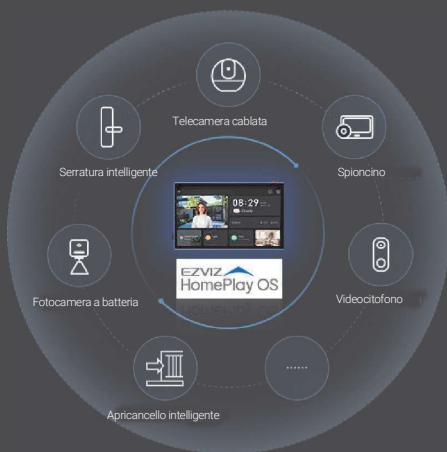 Telecamera cablata
Serratura intelligente
Spioncino
08:29
EZVIZ
HomePlay OS
Fotocamera a batteria
Videocitofono
......
Apricancello intelligente